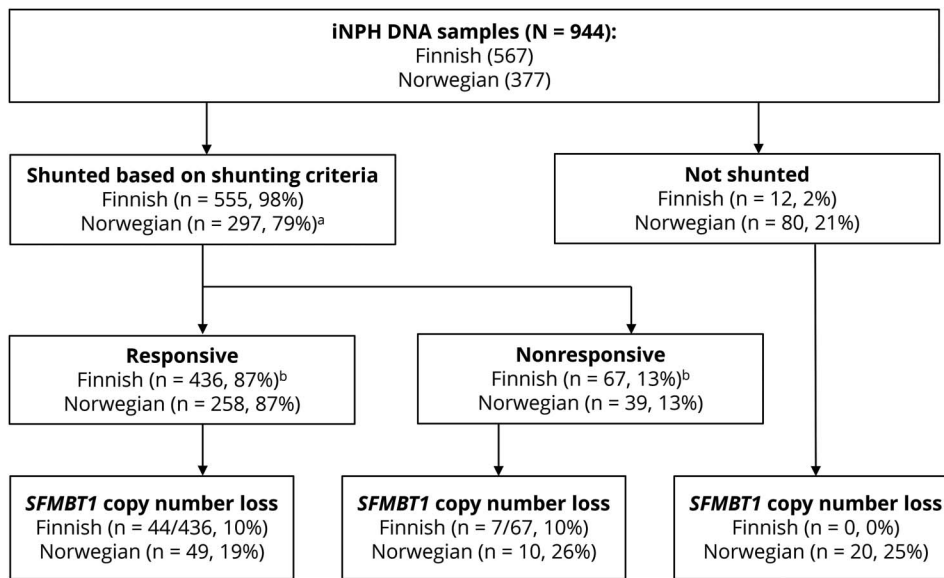 iNPH DNA samples (N = 944):
Finnish (567)
Norwegian (377)
Shunted based on shunting criteria
Finnish (n = 555, 98%)
Norwegian (n = 297, 79%)ᵃ
Not shunted
Finnish (n = 12, 2%)
Norwegian (n = 80, 21%)
Responsive
Finnish (n = 436, 87%)ᵇ
Norwegian (n = 258, 87%)
Nonresponsive
Finnish (n = 67, 13%)ᵇ
Norwegian (n = 39, 13%)
SFMBT1 copy number loss
Finnish (n = 44/436, 10%)
Norwegian (n = 49, 19%)
SFMBT1 copy number loss
Finnish (n = 7/67, 10%)
Norwegian (n = 10, 26%)
SFMBT1 copy number loss
Finnish (n = 0, 0%)
Norwegian (n = 20, 25%)